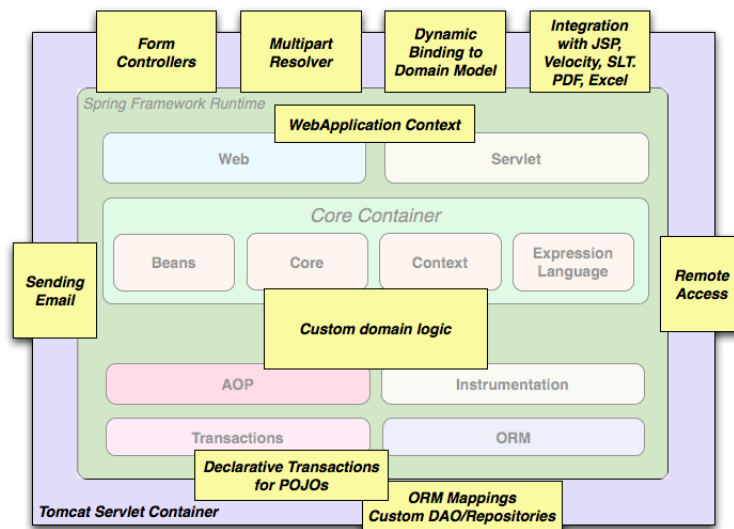 Form
Controllers
Multipart
Resolver
Dynamic
Binding to
Domain Model
Integration
with JSP,
Velocity, SLT.
PDF, Excel
Spring Framework Runtime
WebApplication Context
Web
Servlet
Core Container
Beans
Core
Context
Expression
Language
Sending
Email
Remote
Access
Custom domain logic
AOP
Instrumentation
Transactions
ORM
Declarative Transactions
for POJOs
ORM Mappings
Custom DAO/Repositories
Tomcat Servlet Container